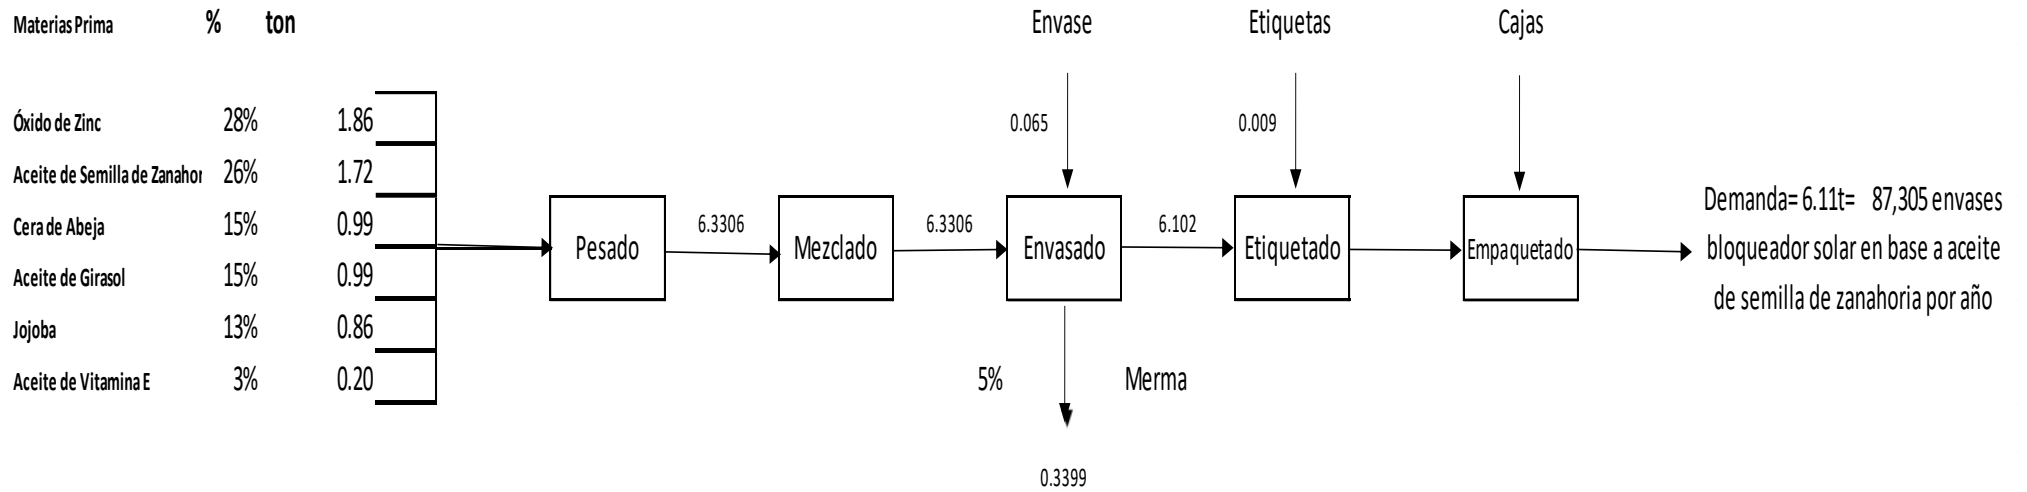 Materias Prima % ton Envase Etiquetas Cajas
Óxido de Zinc 28% 1.86 0.065 0.009
Aceite de Semilla de Zanahor 26% 1.72
Cera de Abeja 15% 0.99
Aceite de Girasol 15% 0.99
Jojoba 13% 0.86
Aceite de Vitamina E 3% 0.20
Pesado 6.3306 Mezclado 6.3306 Envasado 6.102 Etiquetado Empaquetado
Demanda= 6.11t= 87,305 envases
bloqueador solar en base a aceite
de semilla de zanahoria por año
5% Merma
0.3399